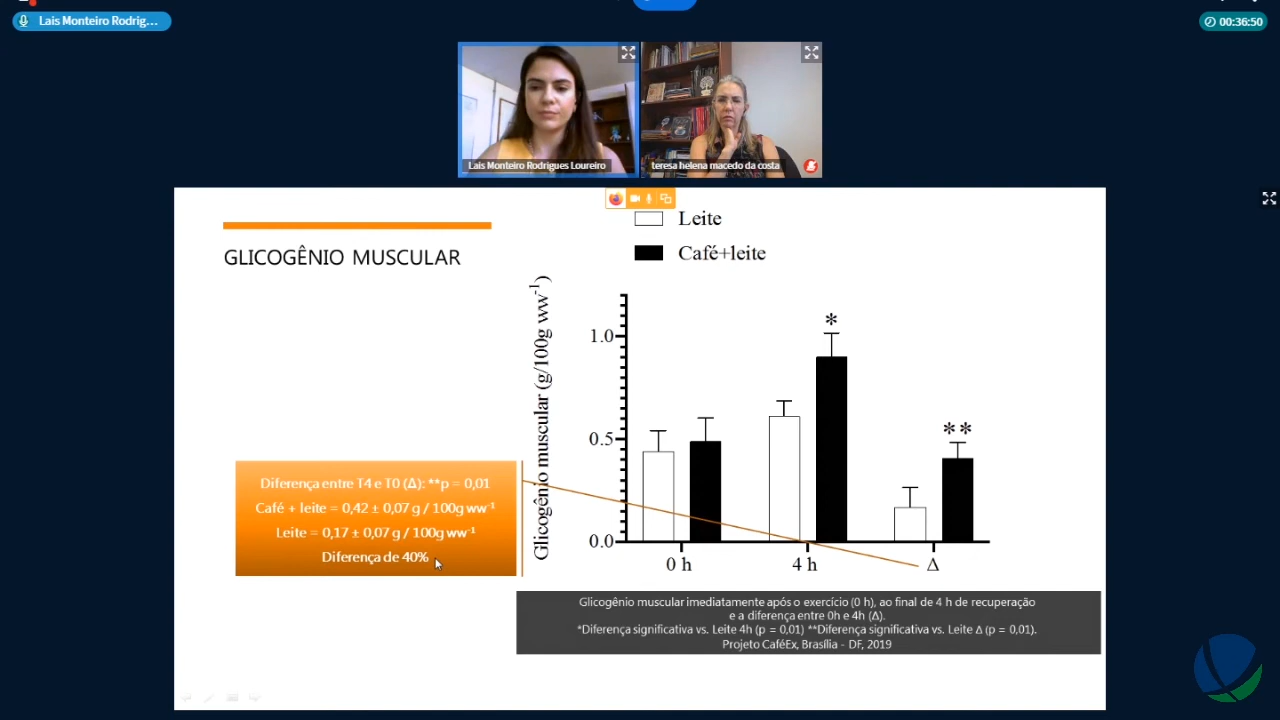 Lais Monteiro Rodrig...
00:36:50
Lais Monteiro Rodrigues Loureiro
teresa helena macedo da costa
GLICOGÊNIO MUSCULAR
Leite
Café+leite
Glicogênio muscular (g/100g ww⁻¹)
1.0
0.5
0.0
*
**
0 h
4 h
Δ
Diferença entre T4 e T0 (Δ): **p = 0,01
Café + leite = 0,42 ± 0,07 g / 100g ww⁻¹
Leite = 0,17 ± 0,07 g / 100g ww⁻¹
Diferença de 40%
Glicogênio muscular imediatamente após o exercício (0 h), ao final de 4 h de recuperação
e a diferença entre 0h e 4h (Δ).
*Diferença significativa vs. Leite 4h (p = 0,01) **Diferença significativa vs. Leite Δ (p = 0,01).
Projeto CaféEx, Brasília - DF, 2019